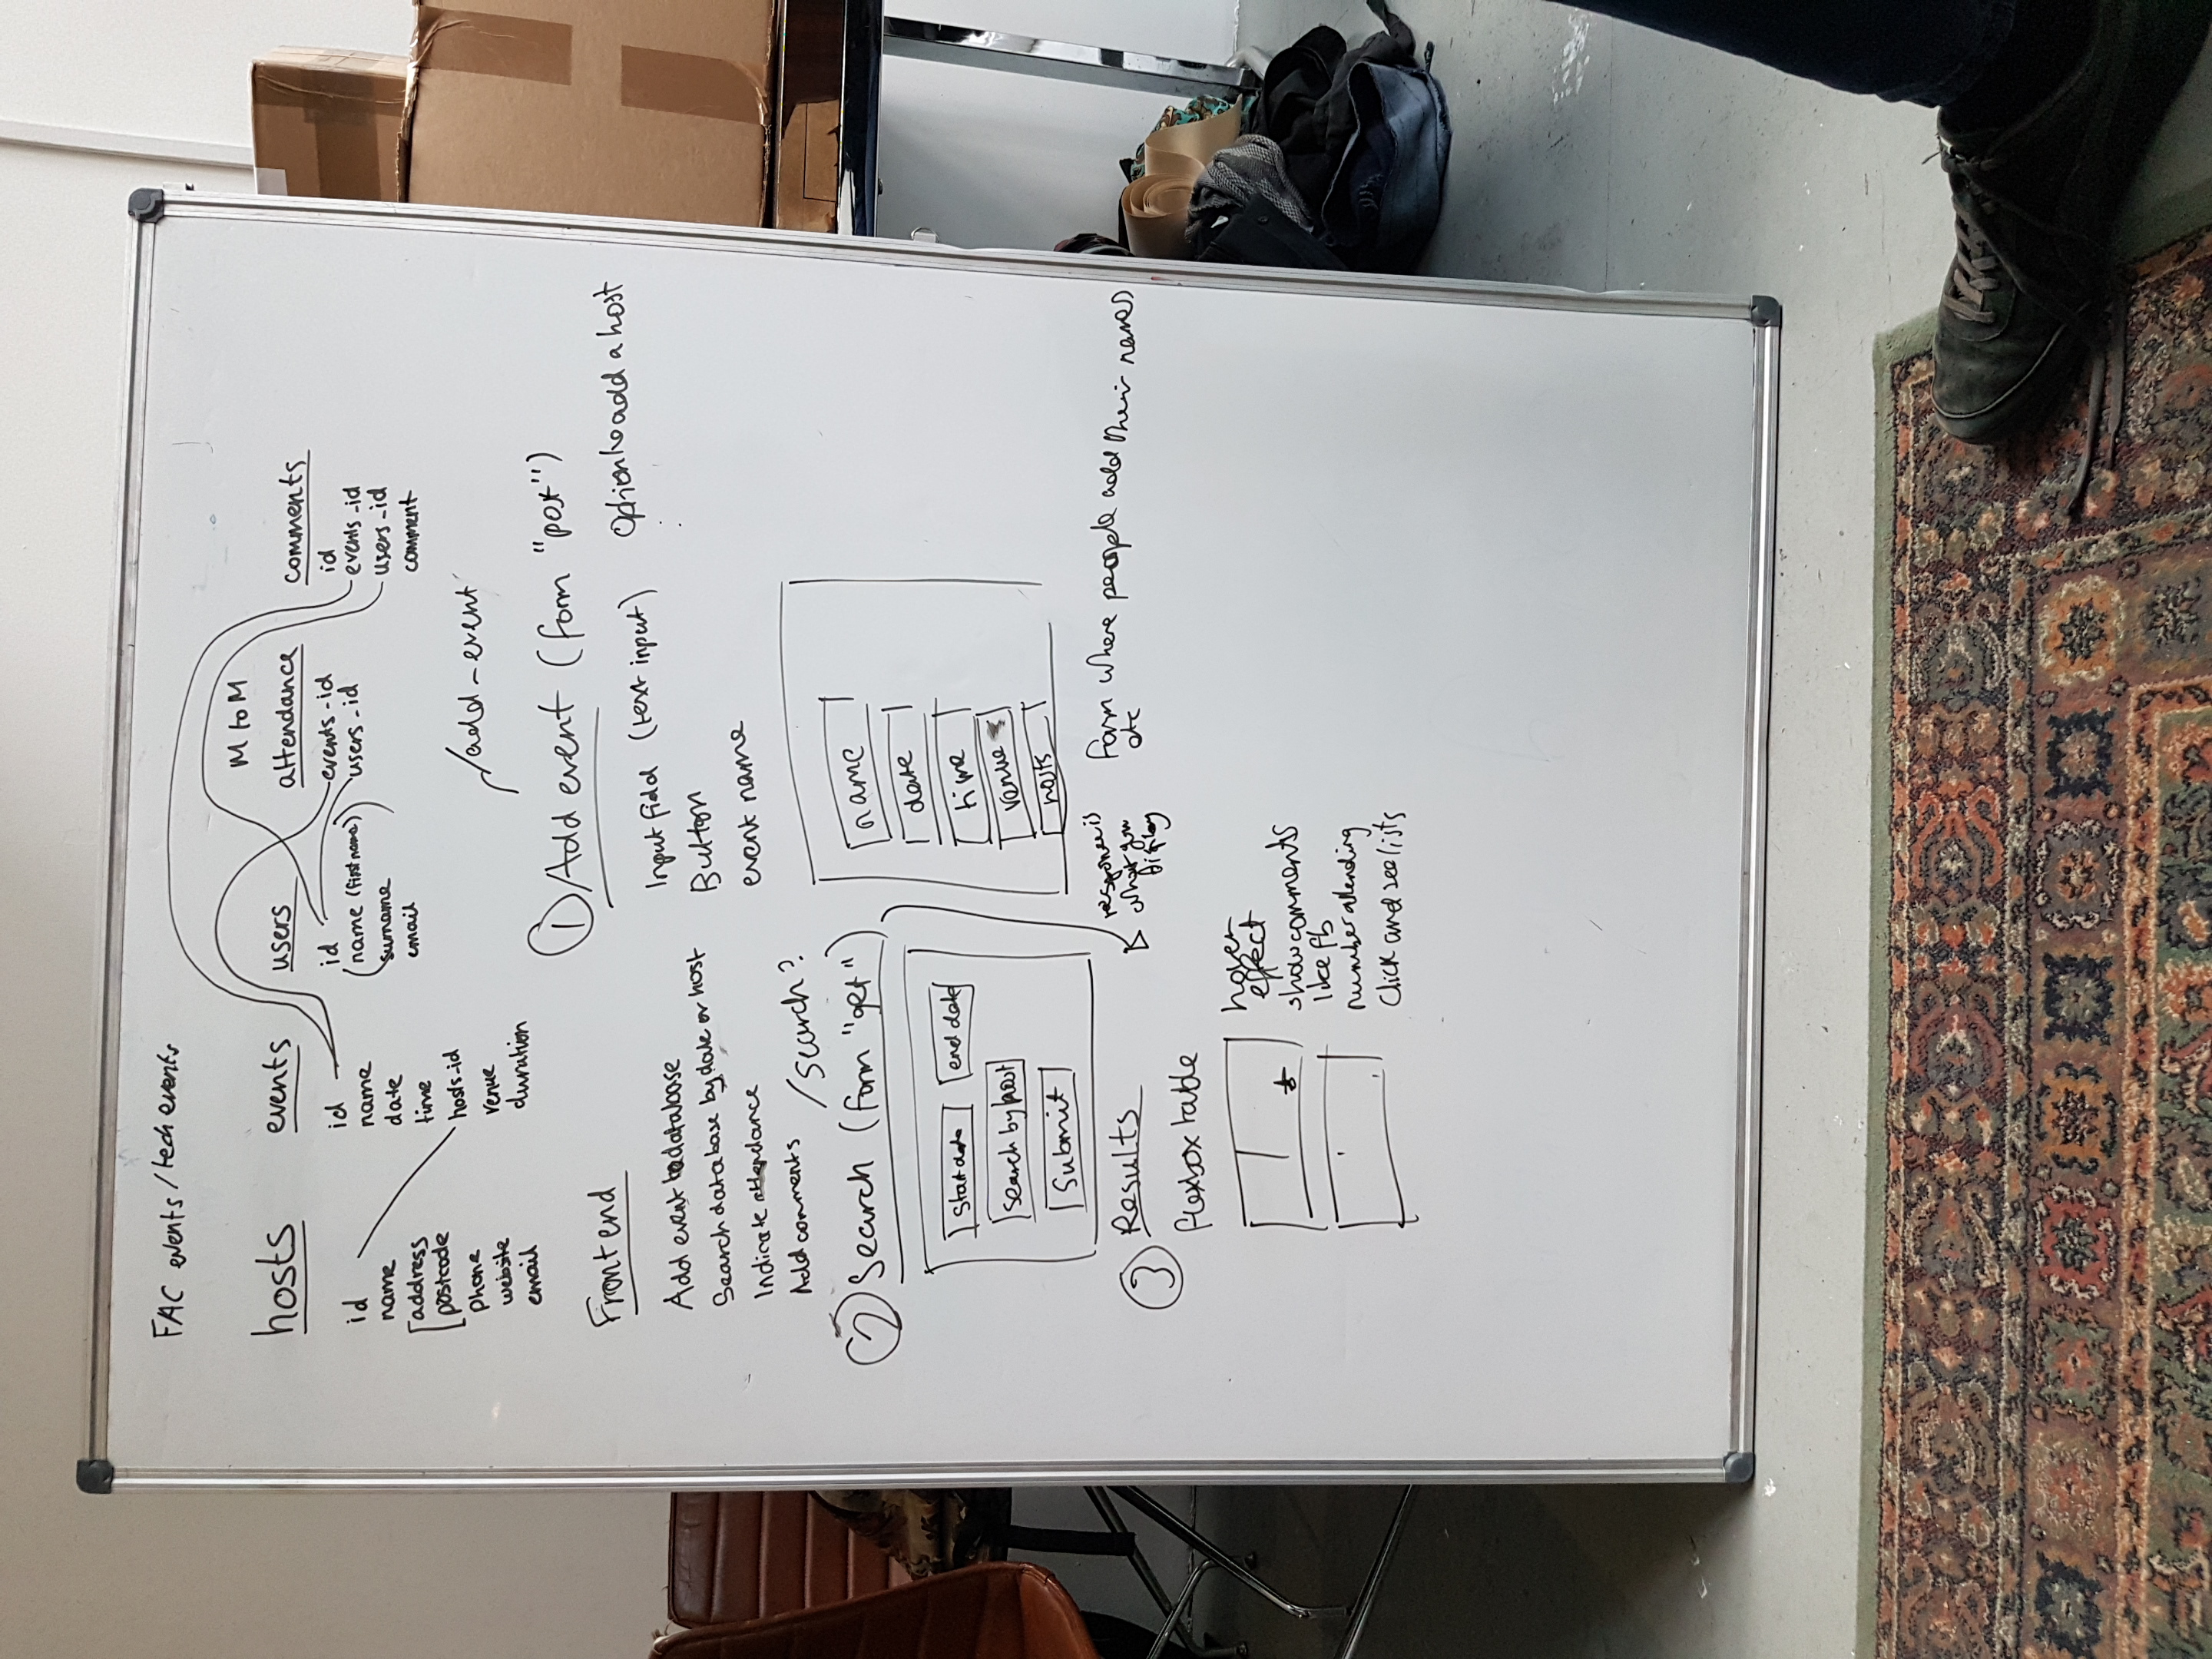 FAC events / tech events
hosts
id
name
address
postcode
phone
website
email
events
id
name
date
time
hosts_id
venue
duration
users
id
name (first name)
surname
email
M to M
attendance
events_id
users_id
comments
id
events_id
users_id
comment
/add_event
① Add event (form "post")
Input field (text input)
Button
event name
Option to add a host
Frontend
Add event to database
Search database by date or host
Indicate attendance
Add comments
/search?
② Search (form "get")
Start date
end date
Search by host
Submit
name
date
time
venue
hosts
response is
what you
display
Form where people add their names
etc
③ Results
flexbox table
hover
effect
show comments
like fb
number attending
Click and see lists